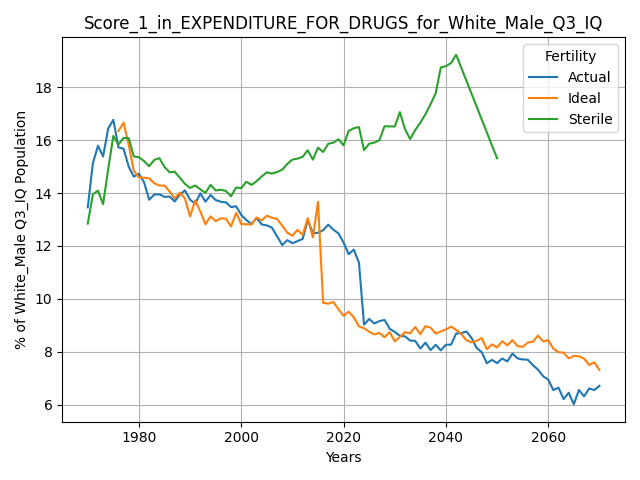 Score_1_in_EXPENDITURE_FOR_DRUGS_for_White_Male_Q3_IQ
Fertility
Actual
Ideal
Sterile
% of White_Male Q3_IQ Population
18
16
14
12
10
8
6
1980
2000
2020
2040
2060
Years